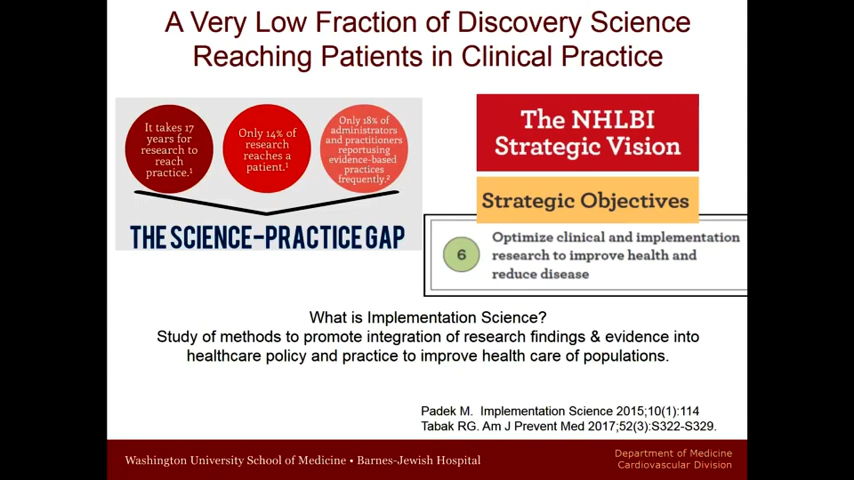 A Very Low Fraction of Discovery Science
Reaching Patients in Clinical Practice
It takes 17
years for
research to
reach
practice.1
Only 14% of
research
reaches a
patient.1
Only 18% of
administrators
and practitioners
reportusing
evidence-based
practices
frequently.2
THE SCIENCE-PRACTICE GAP
The NHLBI
Strategic Vision
Strategic Objectives
6
Optimize clinical and implementation
research to improve health and
reduce disease
What is Implementation Science?
Study of methods to promote integration of research findings & evidence into
healthcare policy and practice to improve health care of populations.
Padek M. Implementation Science 2015;10(1):114
Tabak RG. Am J Prevent Med 2017;52(3):S322-S329.
Washington University School of Medicine • Barnes-Jewish Hospital
Department of Medicine
Cardiovascular Division